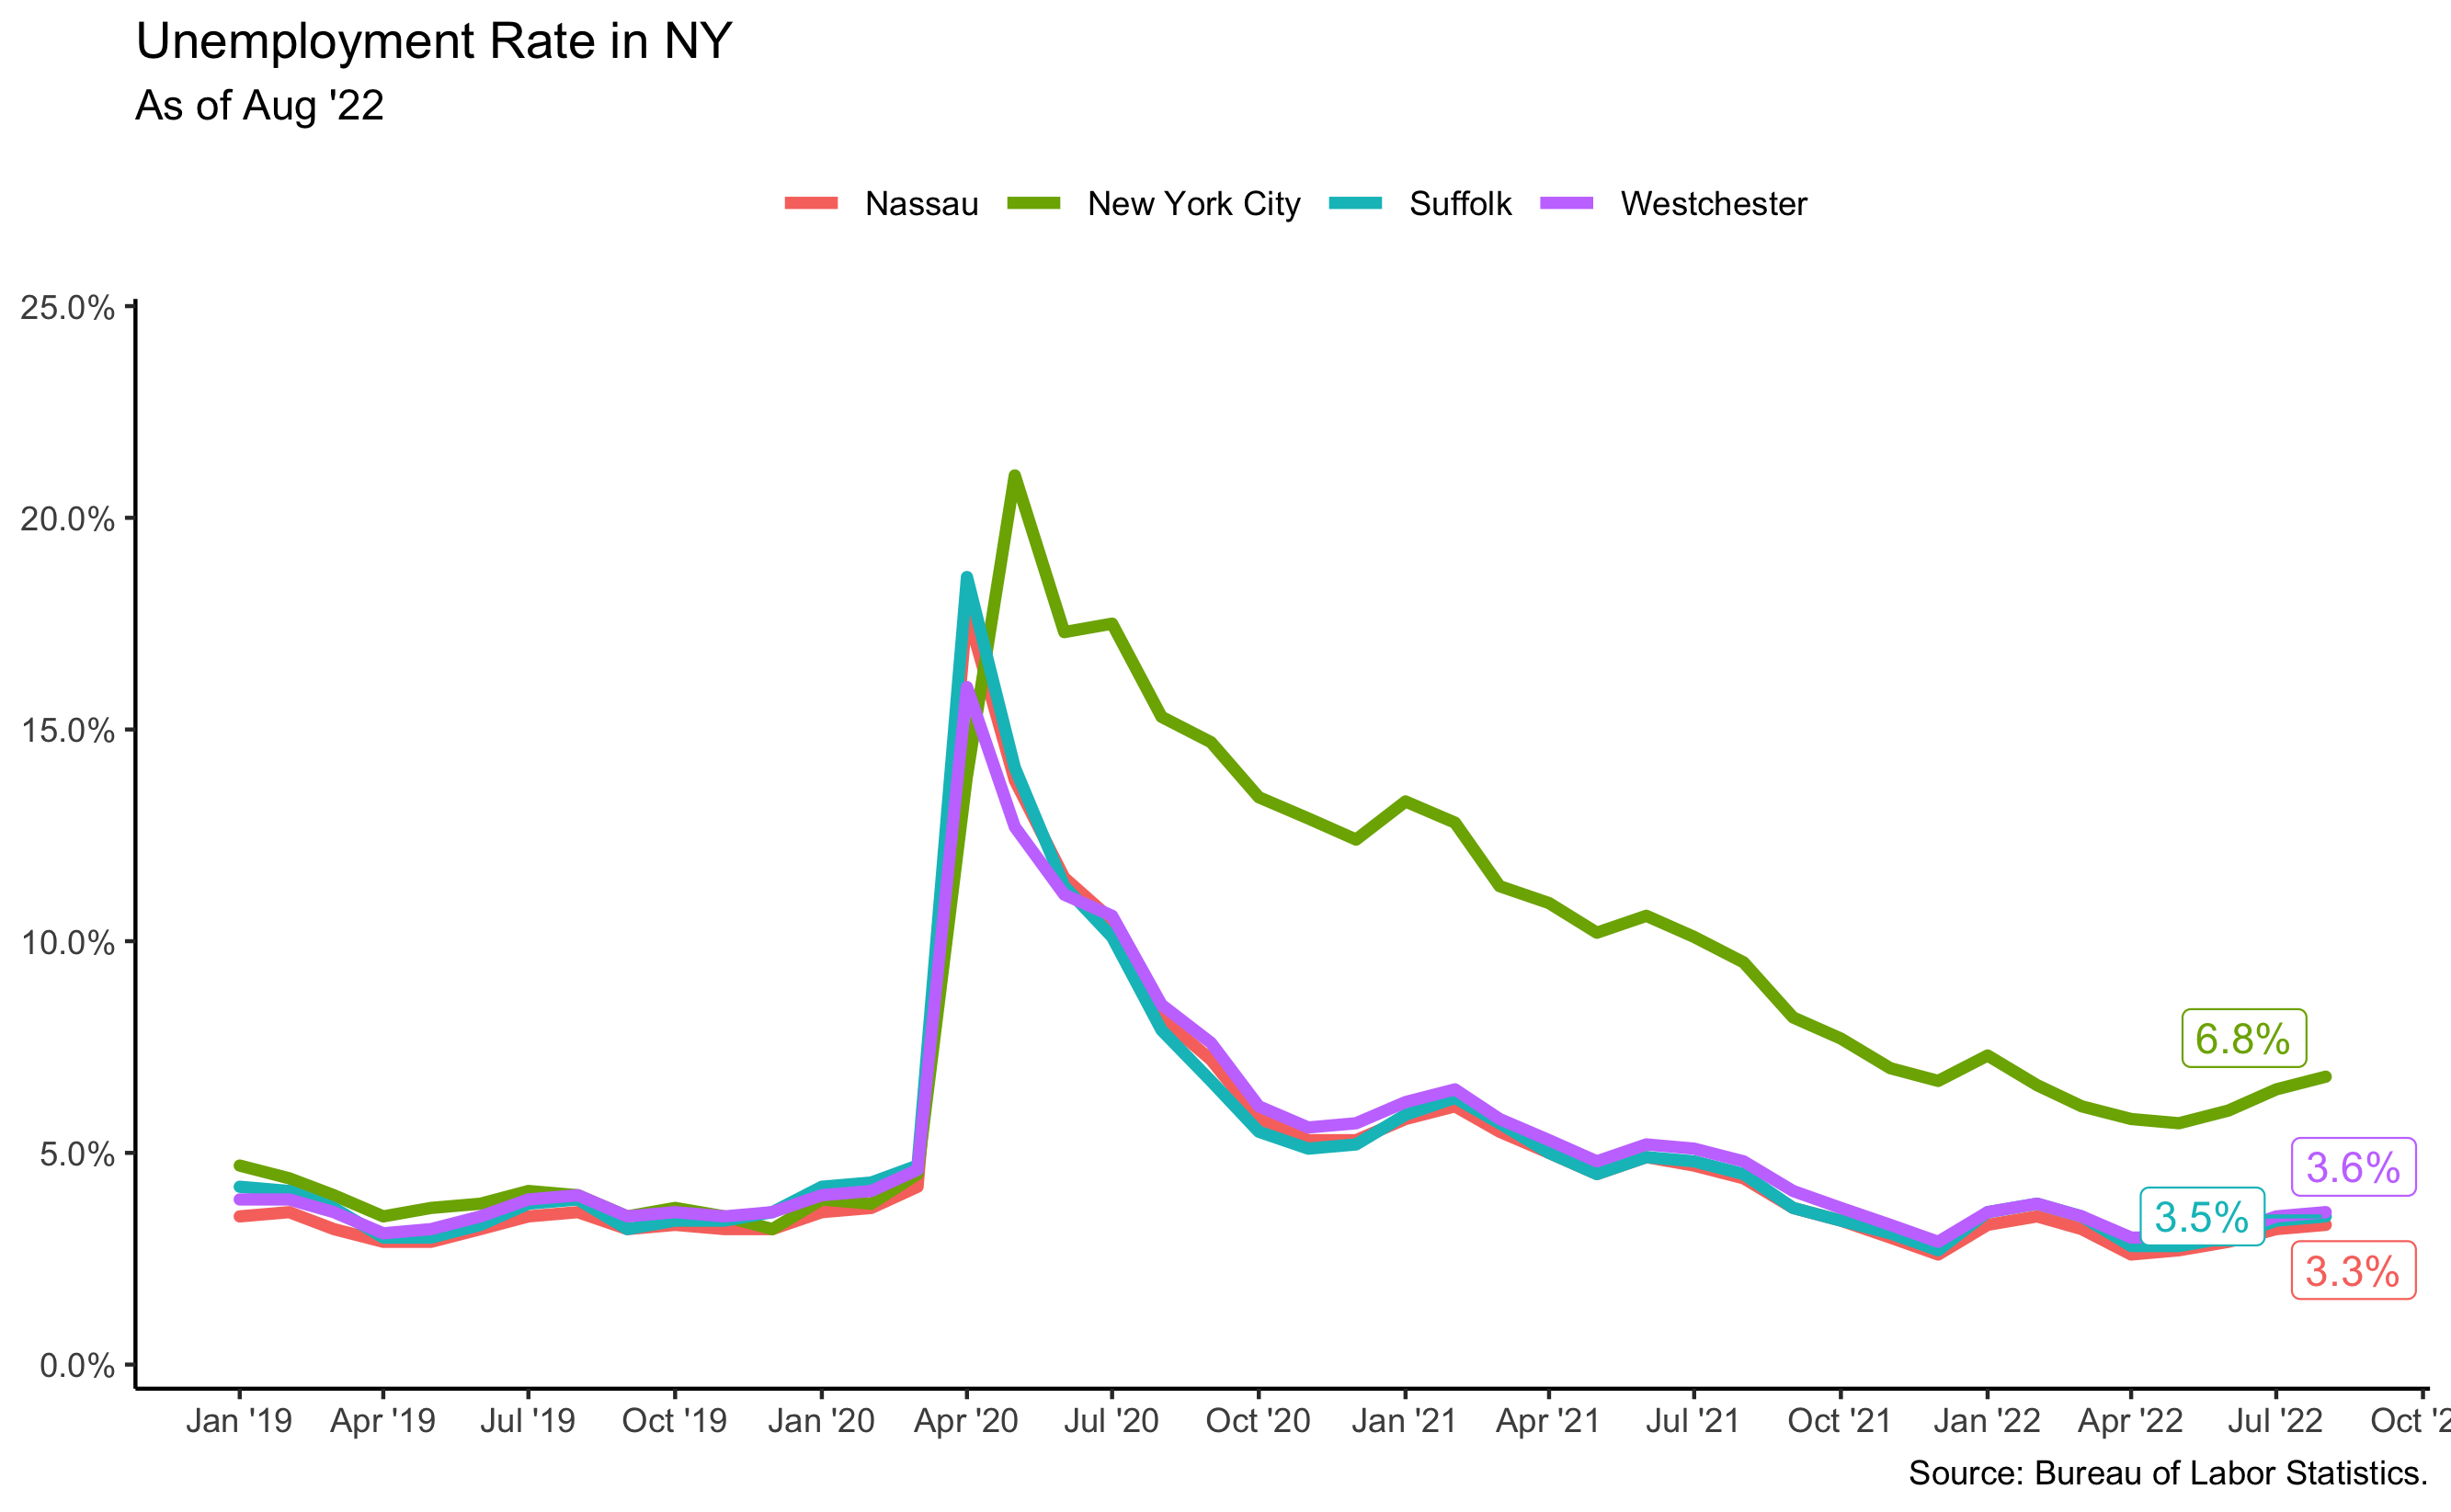 Unemployment Rate in NY
As of Aug '22
Nassau New York City Suffolk Westchester
25.0%
20.0%
15.0%
10.0%
5.0%
0.0%
6.8%
3.6%
3.5%
3.3%
Jan '19 Apr '19 Jul '19 Oct '19 Jan '20 Apr '20 Jul '20 Oct '20 Jan '21 Apr '21 Jul '21 Oct '21 Jan '22 Apr '22 Jul '22 Oct '2
Source: Bureau of Labor Statistics.